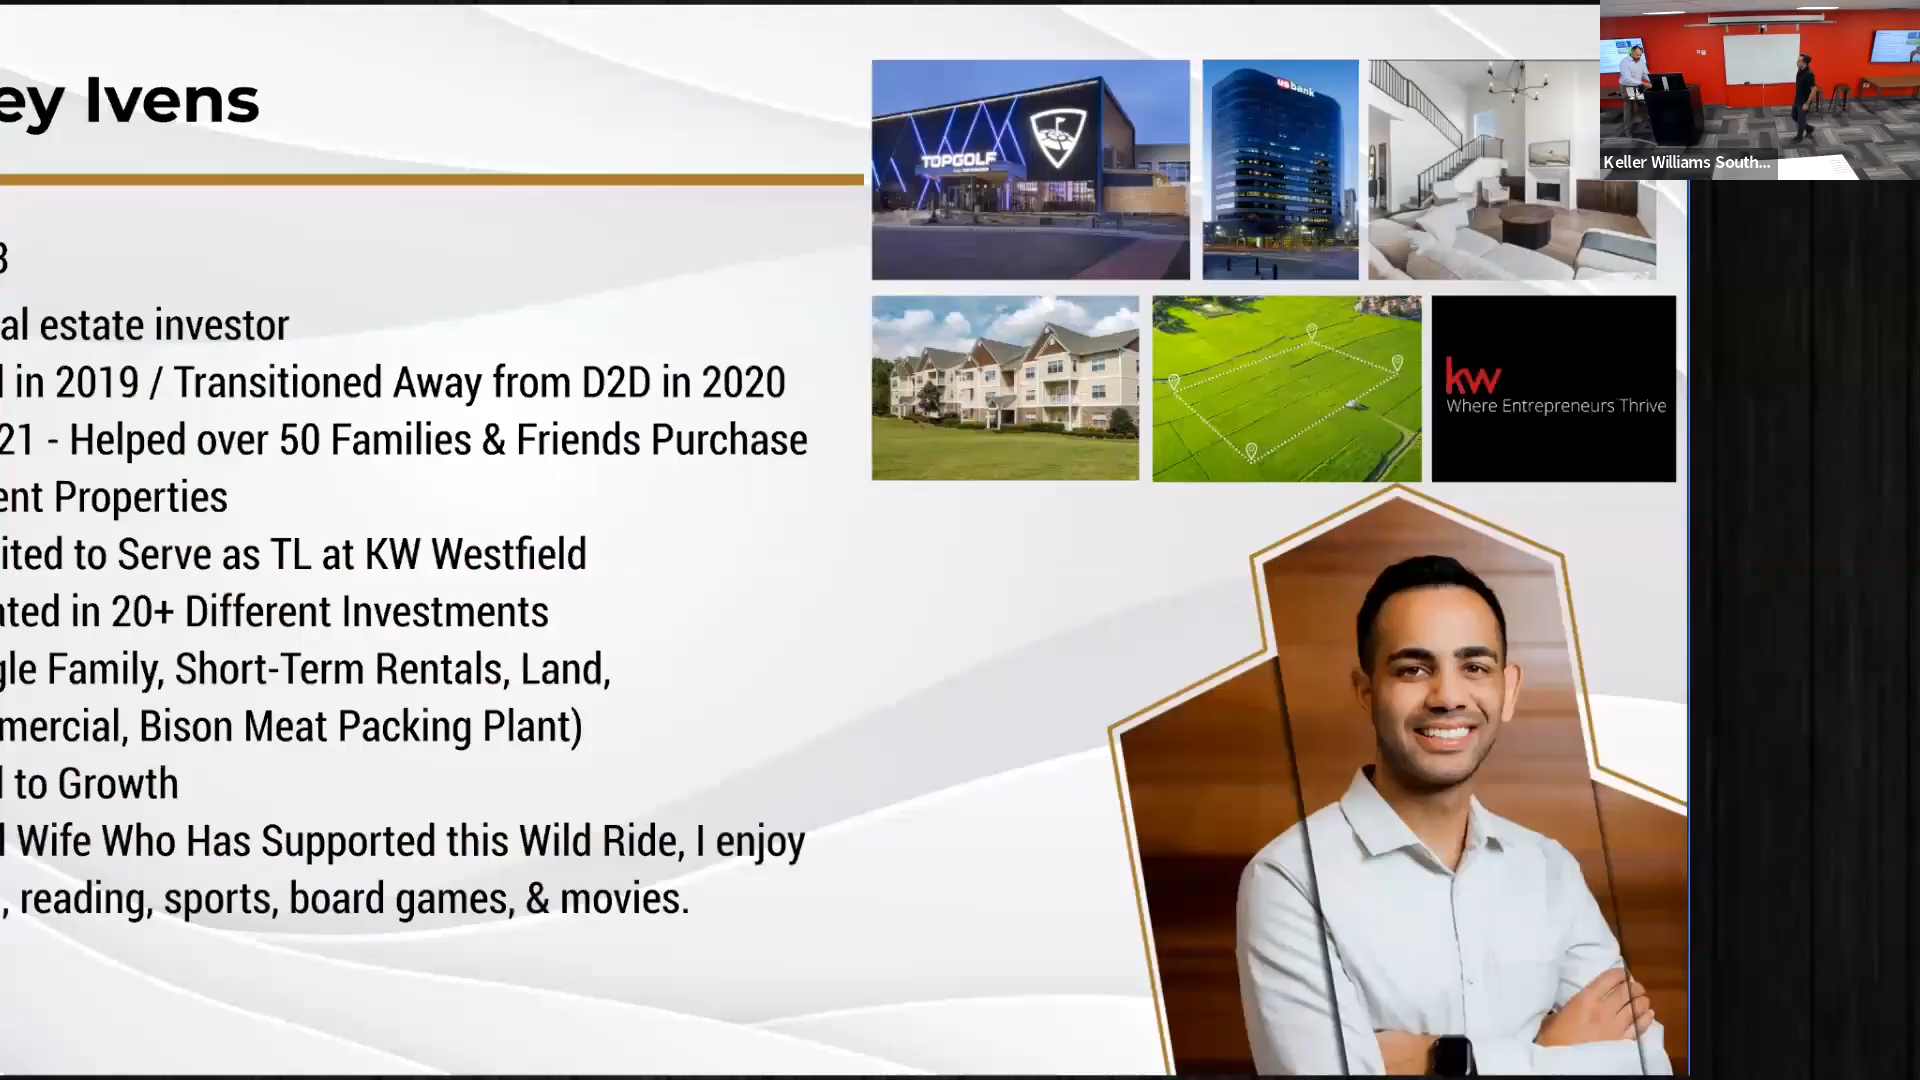 ey Ivens
TOPGOLF
us bank
Keller Williams South...
3
al estate investor
l in 2019 / Transitioned Away from D2D in 2020
21 - Helped over 50 Families & Friends Purchase
ent Properties
ited to Serve as TL at KW Westfield
ated in 20+ Different Investments
gle Family, Short-Term Rentals, Land,
mercial, Bison Meat Packing Plant)
l to Growth
l Wife Who Has Supported this Wild Ride, I enjoy
, reading, sports, board games, & movies.
kw
Where Entrepreneurs Thrive